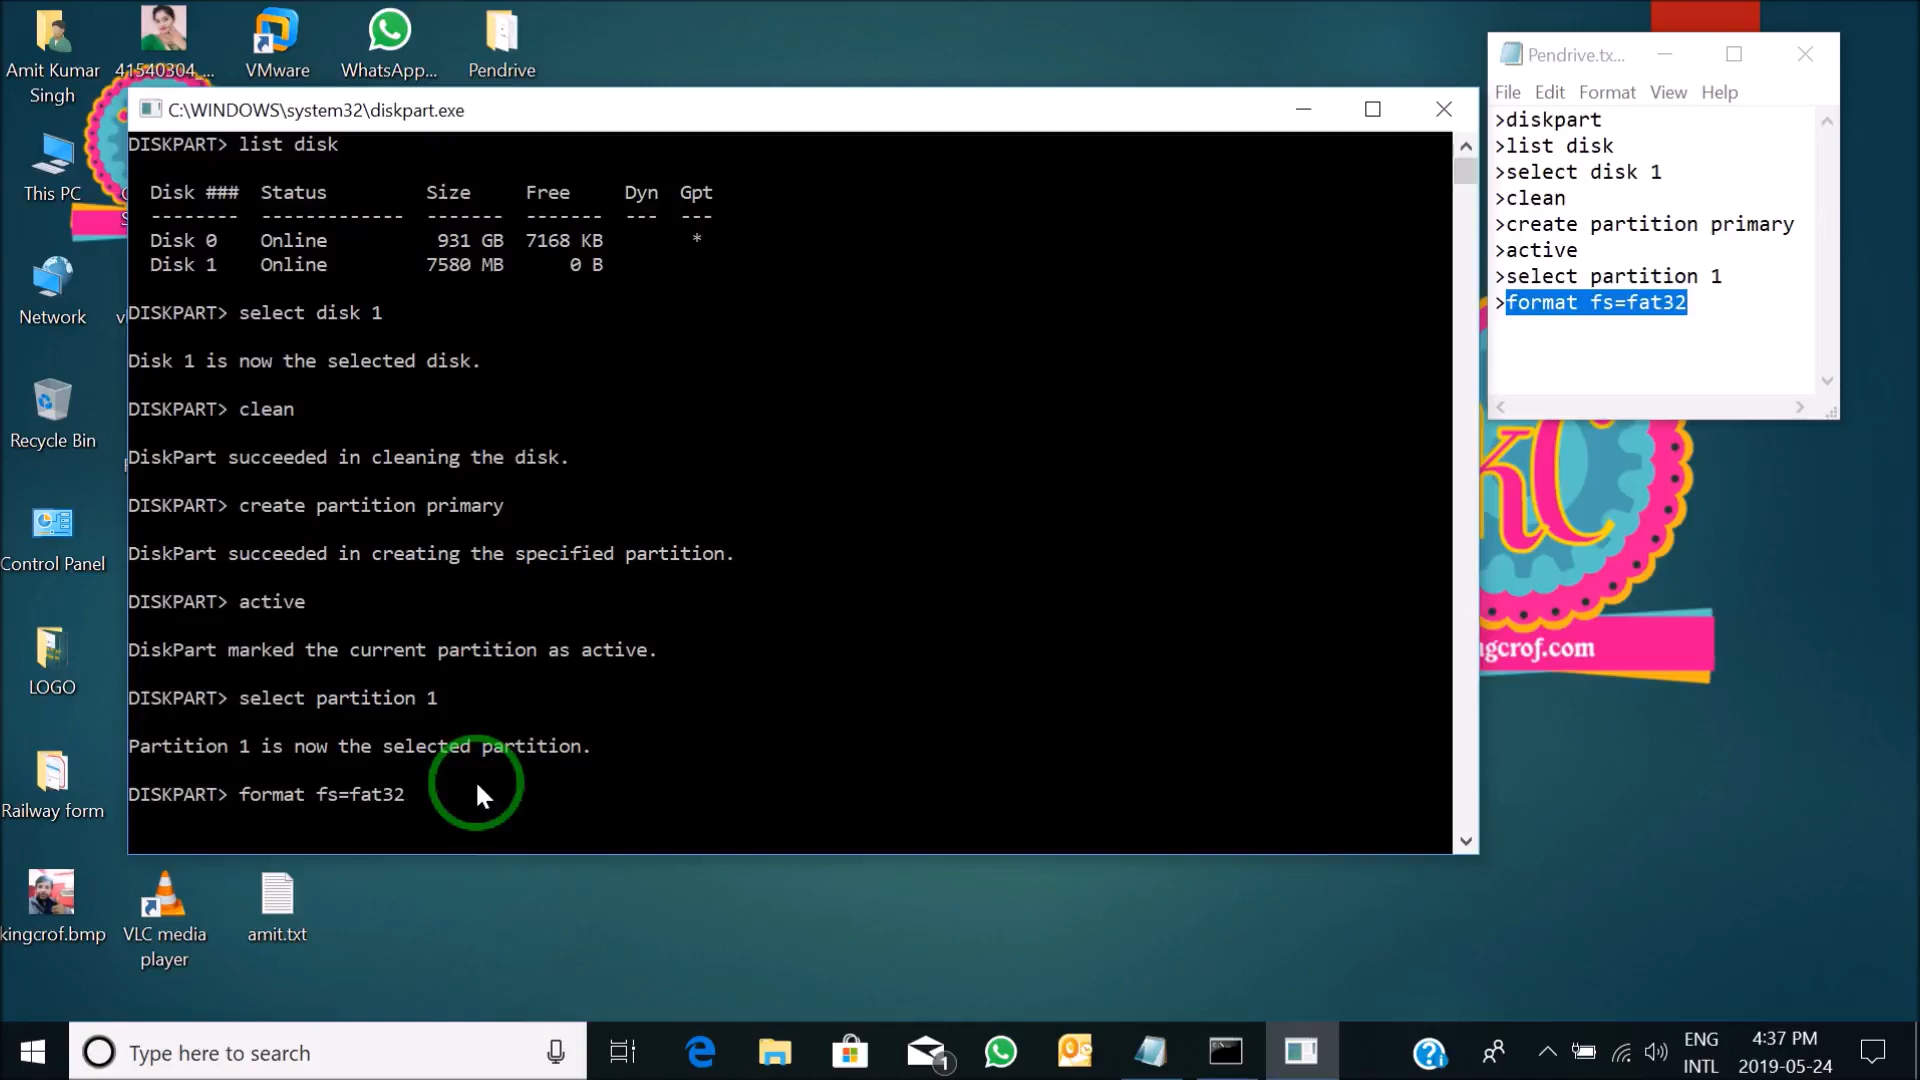 Amit Kumar
Singh
41540304_...
VMware
WhatsApp...
Pendrive
This PC
Network
Recycle Bin
Control Panel
LOGO
Railway form
kingcrof.bmp
VLC media
player
amit.txt
C:\WINDOWS\system32\diskpart.exe
DISKPART> list disk
Disk ### Status Size Free Dyn Gpt
-------- ------------- ------- ------- --- ---
Disk 0 Online 931 GB 7168 KB *
Disk 1 Online 7580 MB 0 B
DISKPART> select disk 1
Disk 1 is now the selected disk.
DISKPART> clean
DiskPart succeeded in cleaning the disk.
DISKPART> create partition primary
DiskPart succeeded in creating the specified partition.
DISKPART> active
DiskPart marked the current partition as active.
DISKPART> select partition 1
Partition 1 is now the selected partition.
DISKPART> format fs=fat32
Pendrive.tx...
File Edit Format View Help
>diskpart
>list disk
>select disk 1
>clean
>create partition primary
>active
>select partition 1
>format fs=fat32
gcrof.com
Type here to search
1
ENG
INTL
4:37 PM
2019-05-24